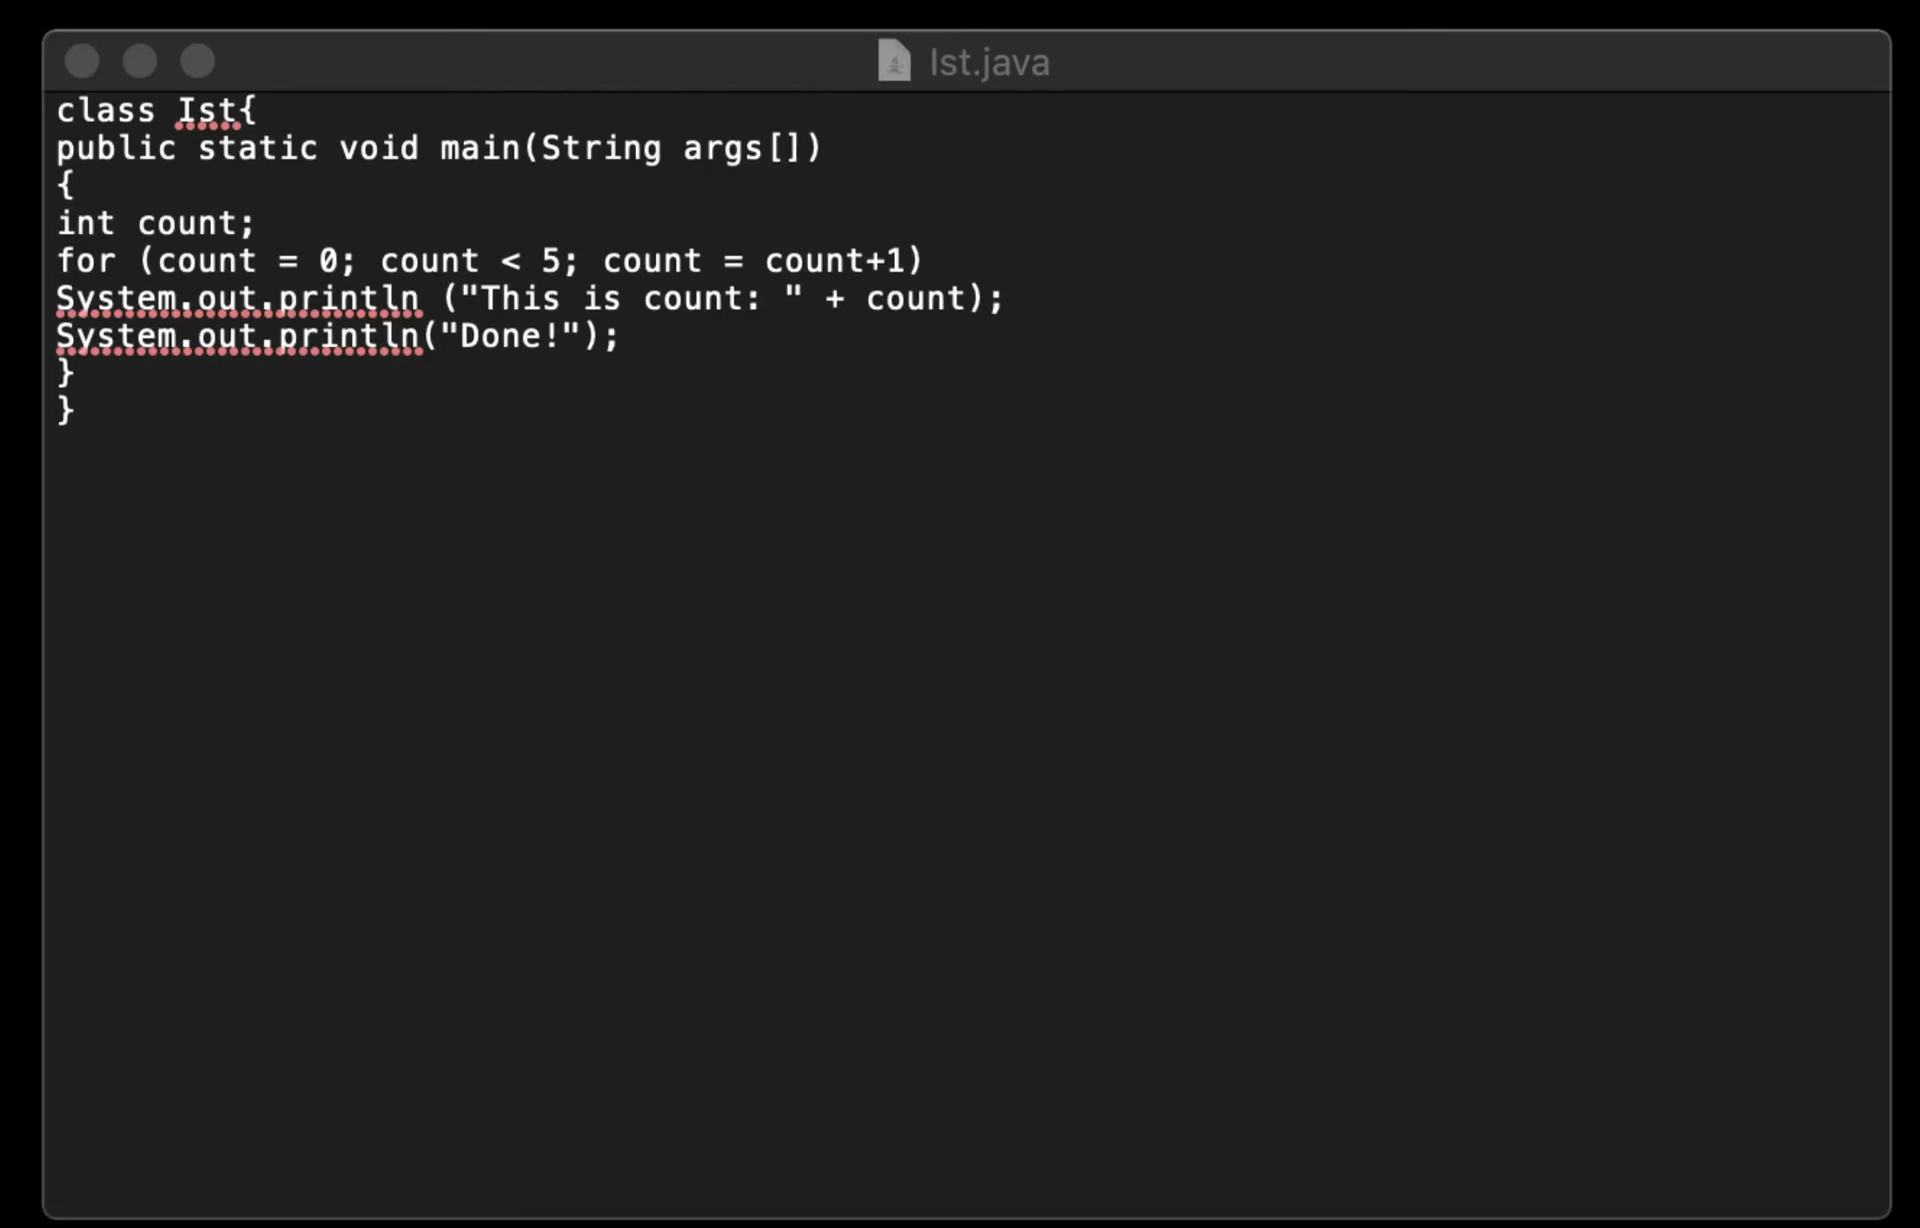 Ist.java
class Ist{
public static void main(String args[])
{
int count;
for (count = 0; count < 5; count = count+1)
System.out.println ("This is count: " + count);
System.out.println("Done!");
}
}